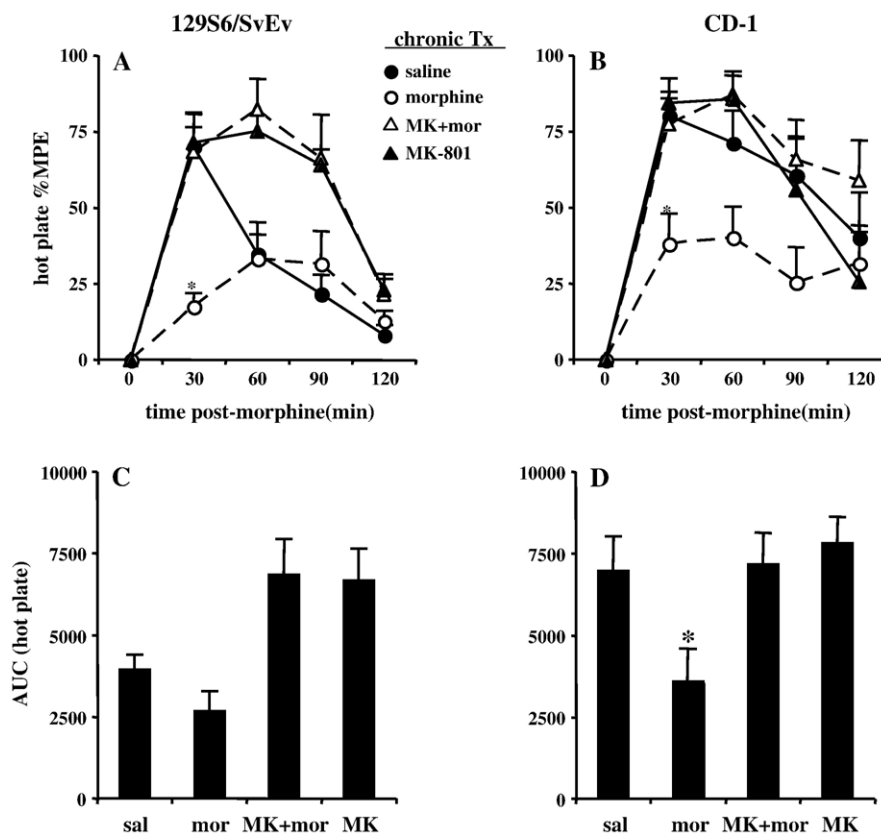 129S6/SvEv
CD-1
A
chronic Tx
saline
morphine
MK+mor
MK-801
B
hot plate %MPE
100
75
50
25
0
*
0 30 60 90 120
time post-morphine(min)
100
75
50
25
0
*
0 30 60 90 120
time post-morphine(min)
C
AUC (hot plate)
10000
7500
5000
2500
0
sal mor MK+mor MK
D
10000
7500
5000
2500
0
*
sal mor MK+mor MK